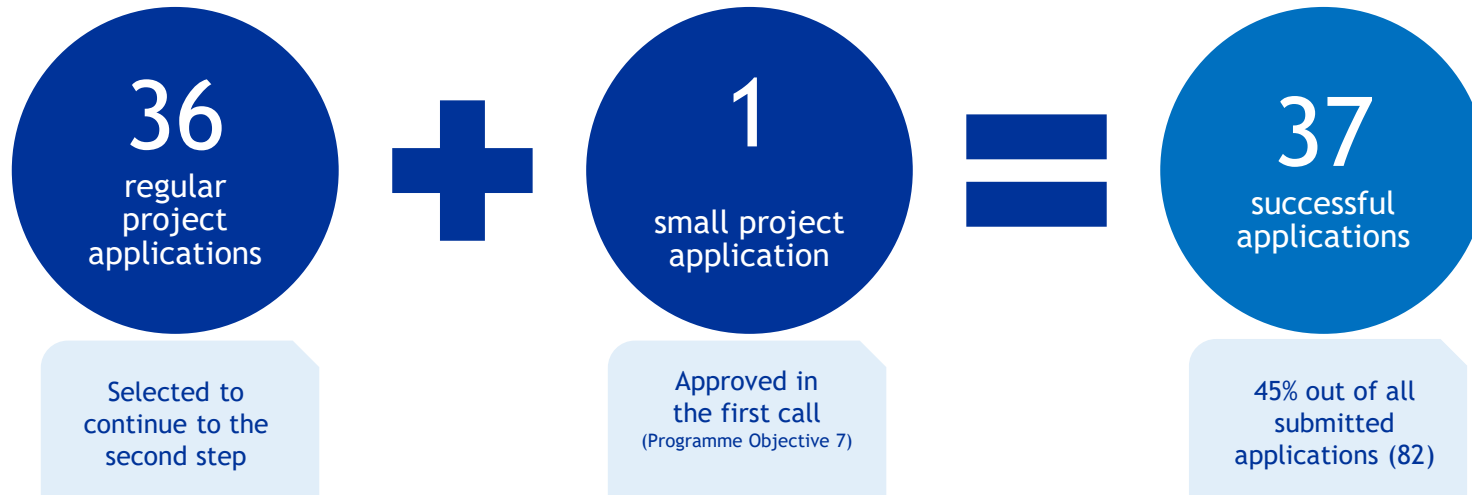 36
regular
project
applications
1
small project
application
37
successful
applications
Selected to
continue to the
second step
Approved in
the first call
(Programme Objective 7)
45% out of all
submitted
applications (82)